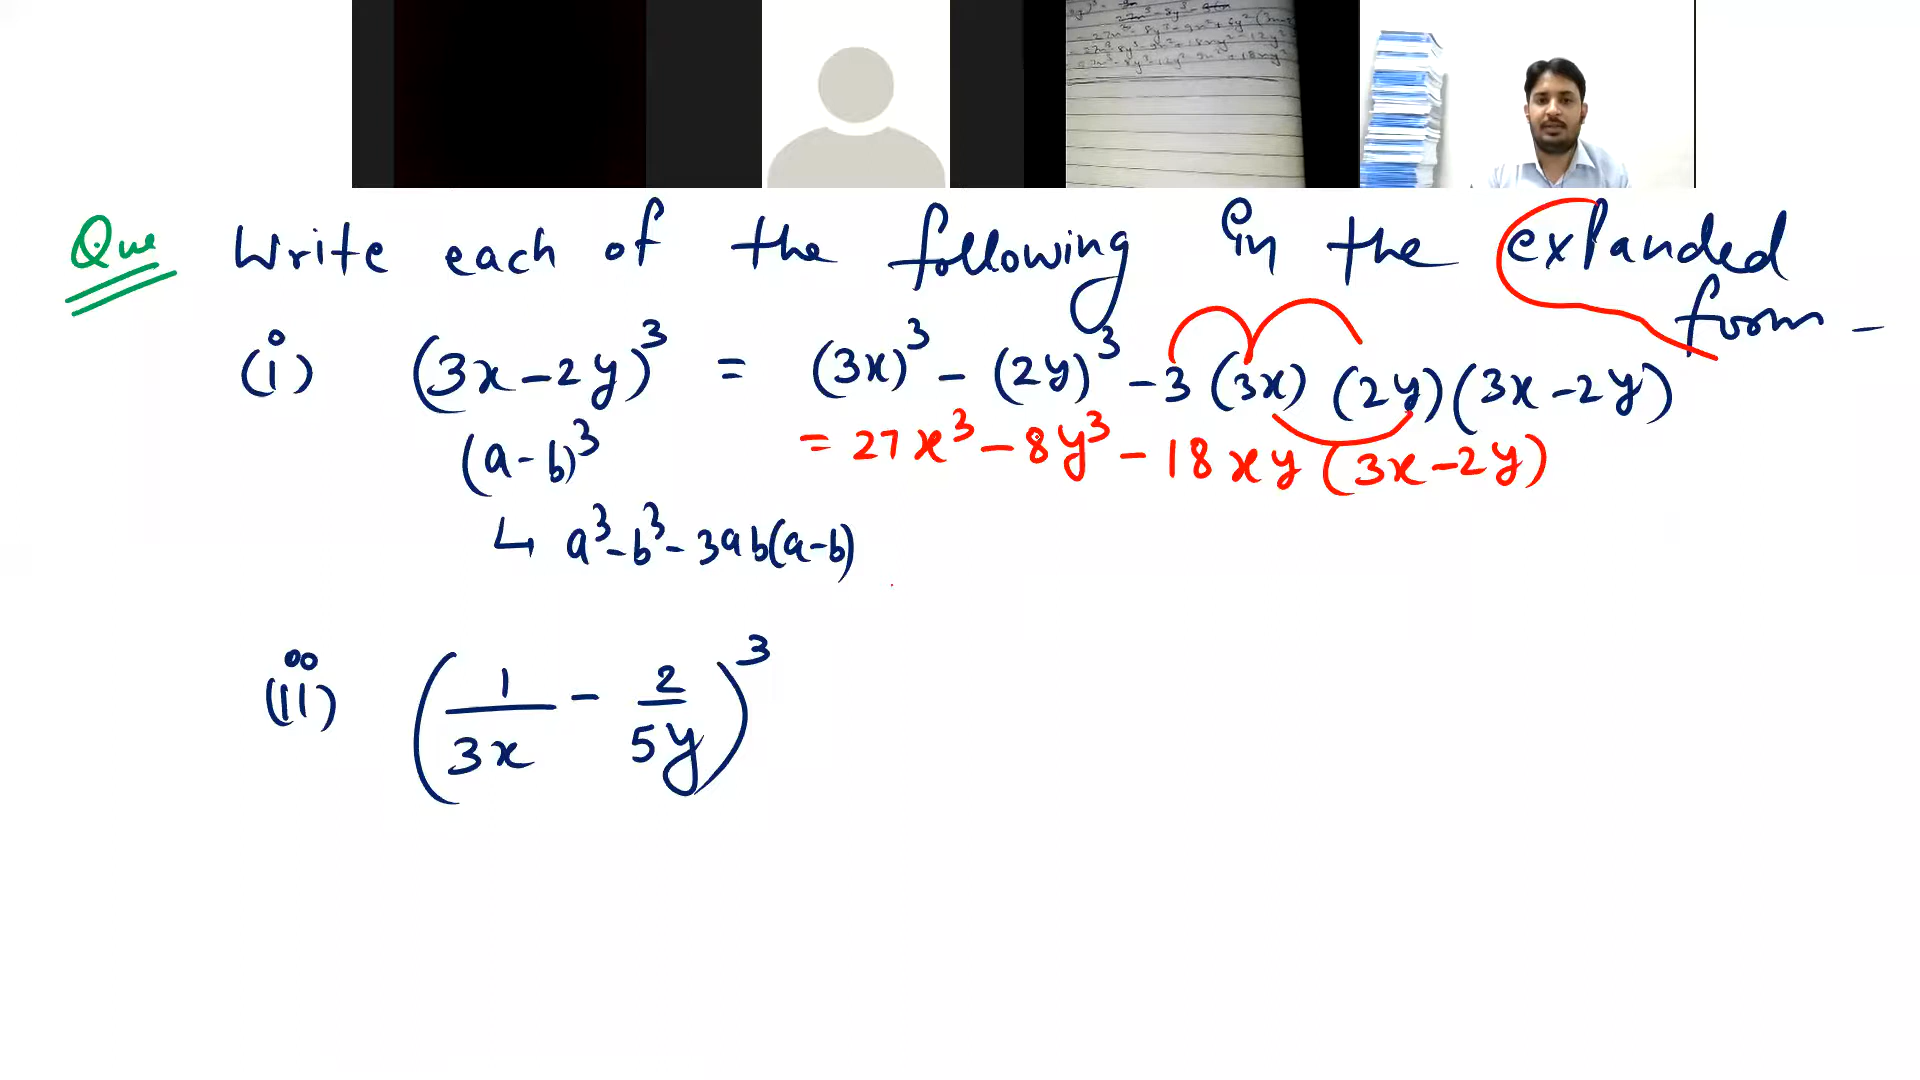 Que Write each of the following in the expanded form -
(i) (3x-2y)³ = (3x)³ - (2y)³ - 3 (3x) (2y)(3x-2y)
(a-b)³ = 27x³ - 8y³ - 18xy (3x-2y)
↳ a³-b³-3ab(a-b)
(ii) (1/3x - 2/5y)³